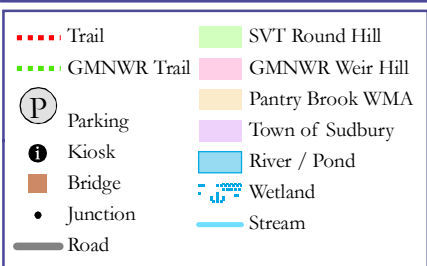 Trail
GMNWR Trail
P Parking
i Kiosk
Bridge
Junction
Road
SVT Round Hill
GMNWR Weir Hill
Pantry Brook WMA
Town of Sudbury
River / Pond
Wetland
Stream